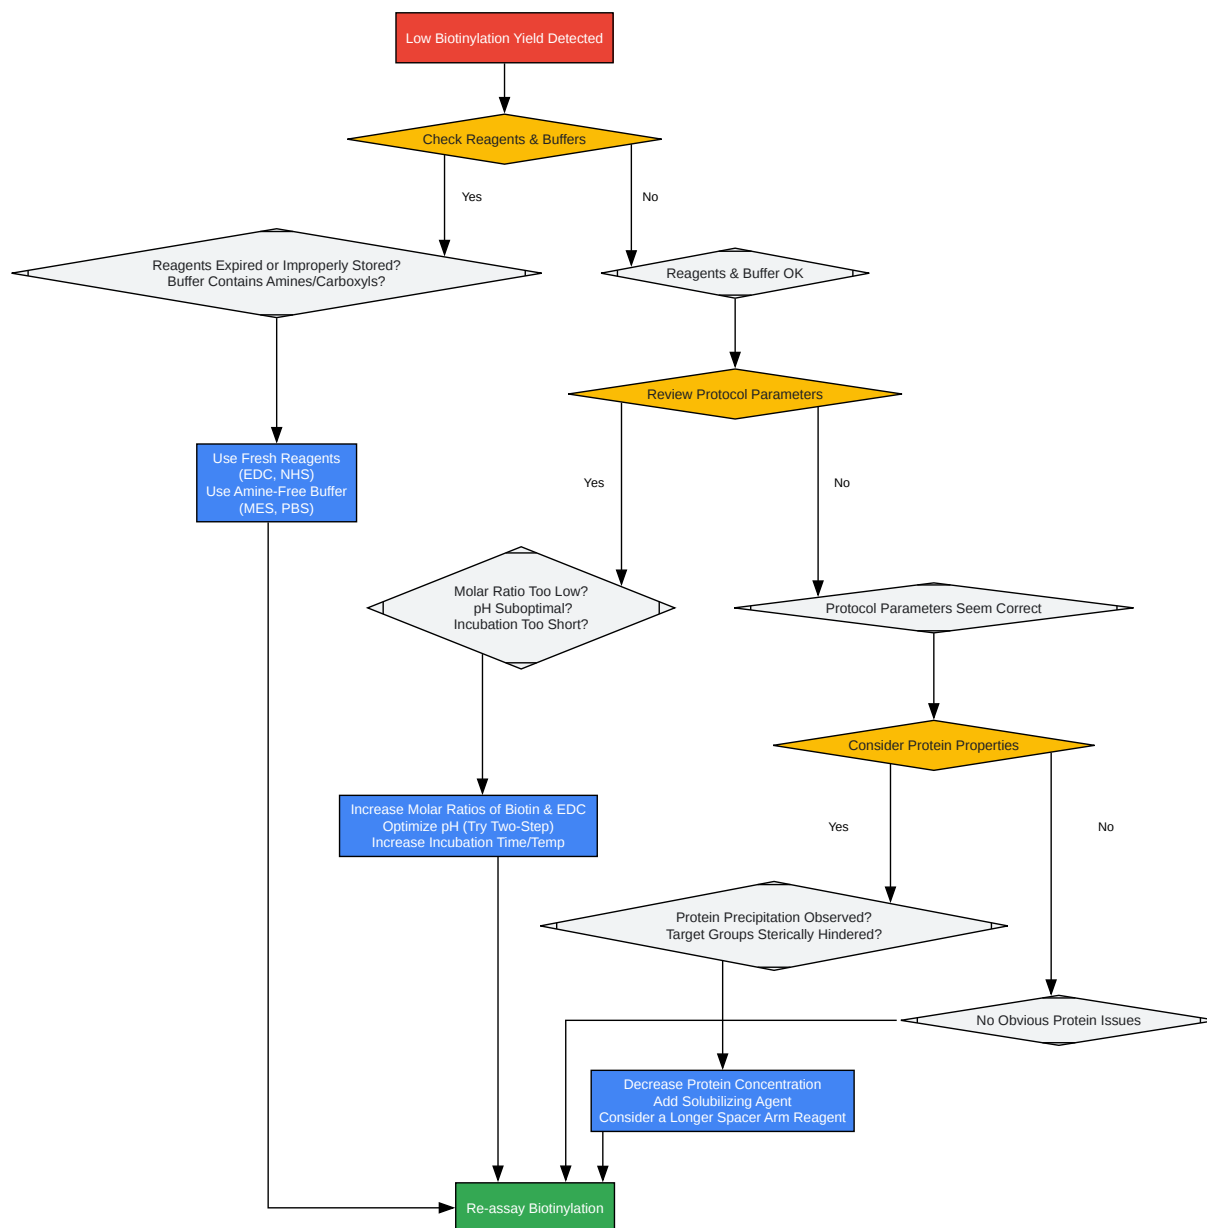 Low Biotinylation Yield Detected
Check Reagents & Buffers
Yes
No
Reagents Expired or Improperly Stored?
Buffer Contains Amines/Carboxyls?
Reagents & Buffer OK
Review Protocol Parameters
Use Fresh Reagents
(EDC, NHS)
Use Amine-Free Buffer
(MES, PBS)
Yes
No
Molar Ratio Too Low?
pH Suboptimal?
Incubation Too Short?
Protocol Parameters Seem Correct
Consider Protein Properties
Increase Molar Ratios of Biotin & EDC
Optimize pH (Try Two-Step)
Increase Incubation Time/Temp
Yes
No
Protein Precipitation Observed?
Target Groups Sterically Hindered?
No Obvious Protein Issues
Decrease Protein Concentration
Add Solubilizing Agent
Consider a Longer Spacer Arm Reagent
Re-assay Biotinylation